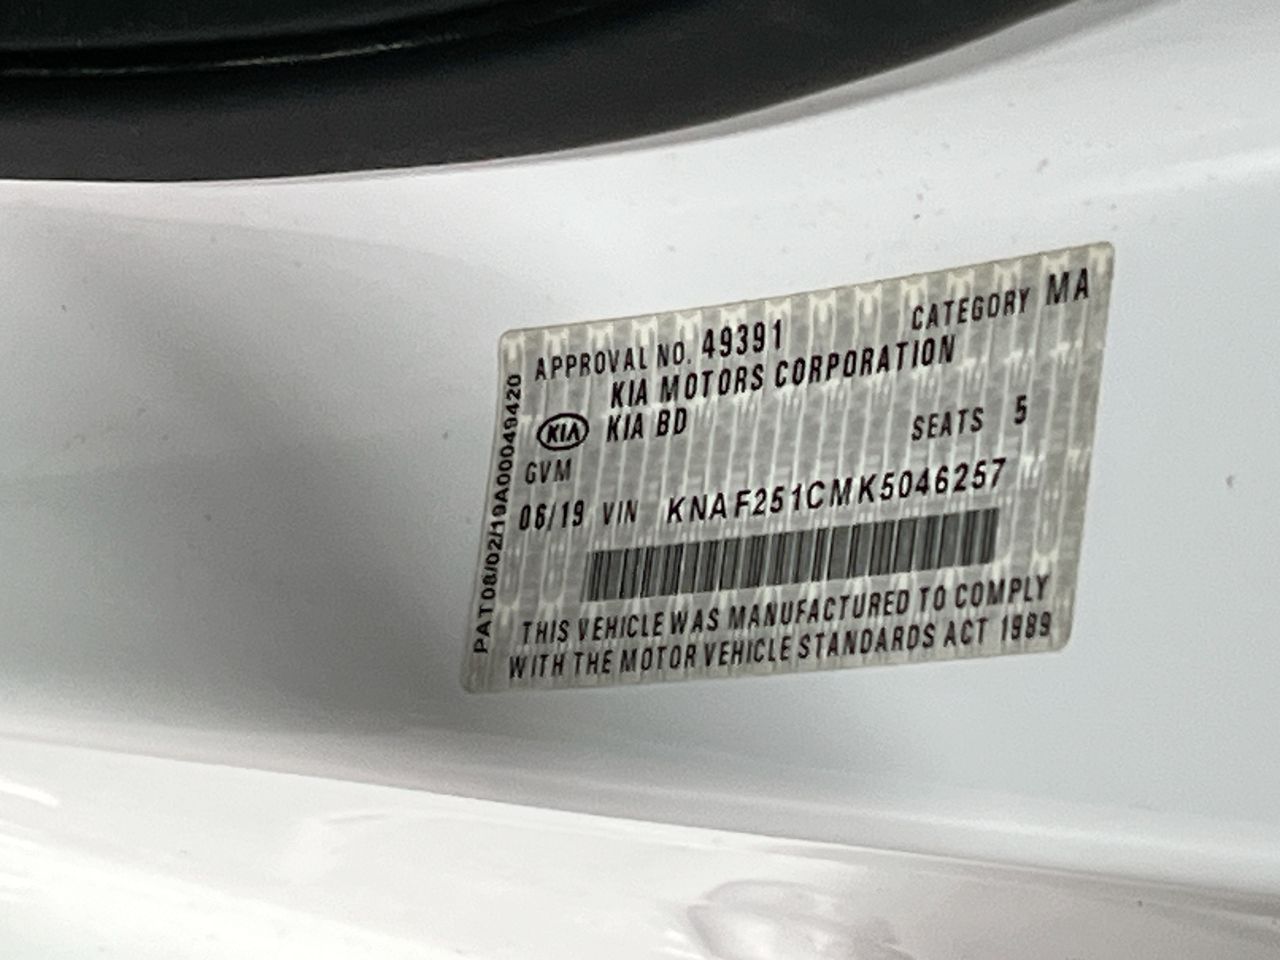 APPROVAL NO. 49391 CATEGORY MA
KIA MOTORS CORPORATION
KIA KIA BD SEATS 5
GVM
06/19 VIN KNAF251CMK5046257
THIS VEHICLE WAS MANUFACTURED TO COMPLY
WITH THE MOTOR VEHICLE STANDARDS ACT 1989
PAT08/02/19A00049420